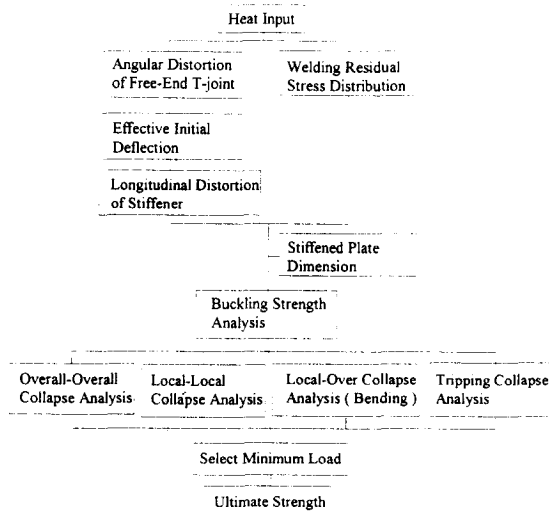 Heat Input
Angular Distortion
of Free-End T-joint
Welding Residual
Stress Distribution
Effective Initial
Deflection
Longitudinal Distortion
of Stiffener
Stiffened Plate
Dimension
Buckling Strength
Analysis
Overall-Overall
Collapse Analysis
Local-Local
Collapse Analysis
Local-Over Collapse
Analysis ( Bending )
Tripping Collapse
Analysis
Select Minimum Load
Ultimate Strength